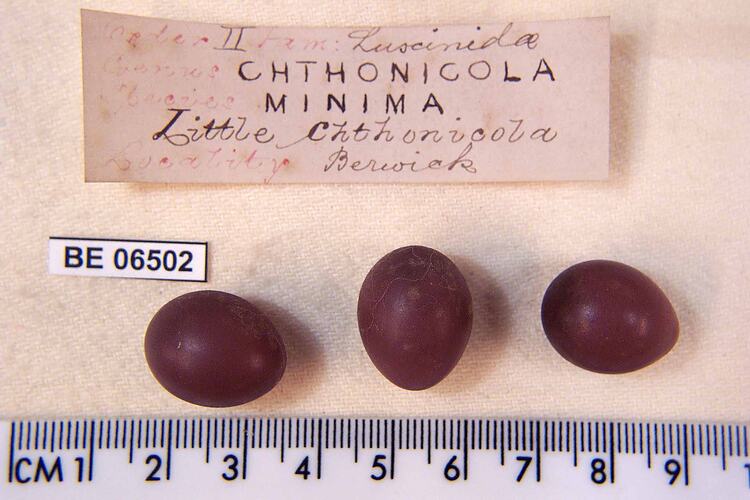 Order II Fam: Luscinidæ
Genus CHTHONICOLA
Species MINIMA
Little Chthonicola
Locality Berwick
BE 06502
CM 1 2 3 4 5 6 7 8 9